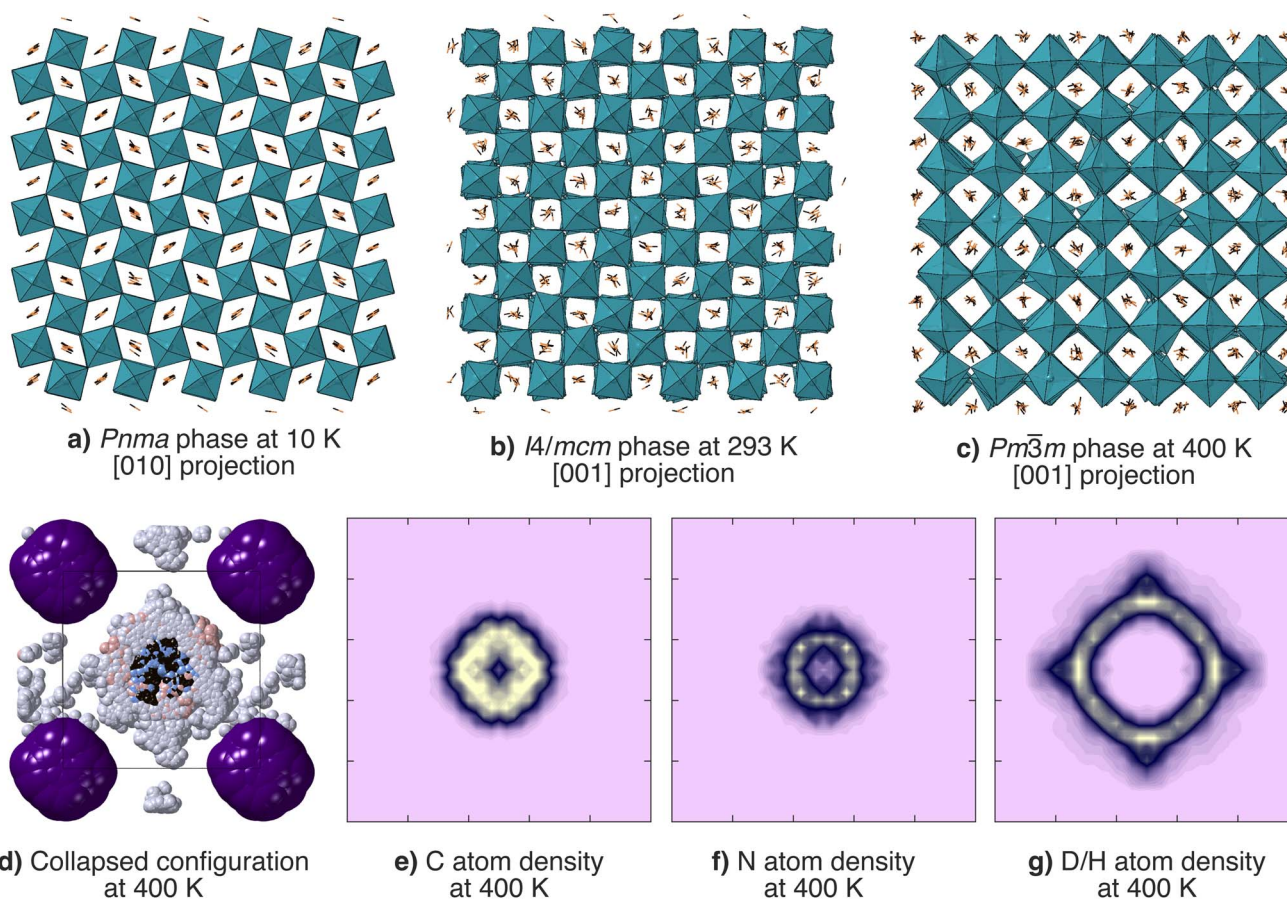 a) Pnma phase at 10 K
[010] projection
b) I4/mcm phase at 293 K
[001] projection
c) Pm3̅m phase at 400 K
[001] projection
d) Collapsed configuration
at 400 K
e) C atom density
at 400 K
f) N atom density
at 400 K
g) D/H atom density
at 400 K